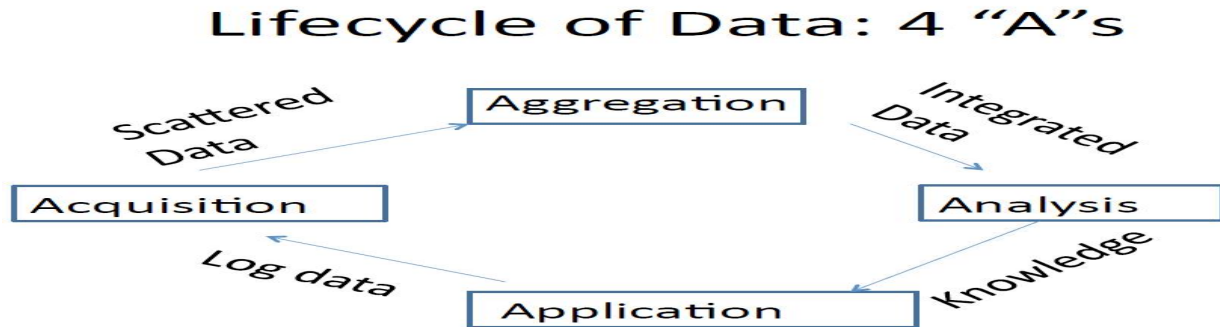 Lifecycle of Data: 4 “A”s
Scattered
Data
Aggregation
Integrated
Data
Acquisition
Analysis
Log data
Knowledge
Application